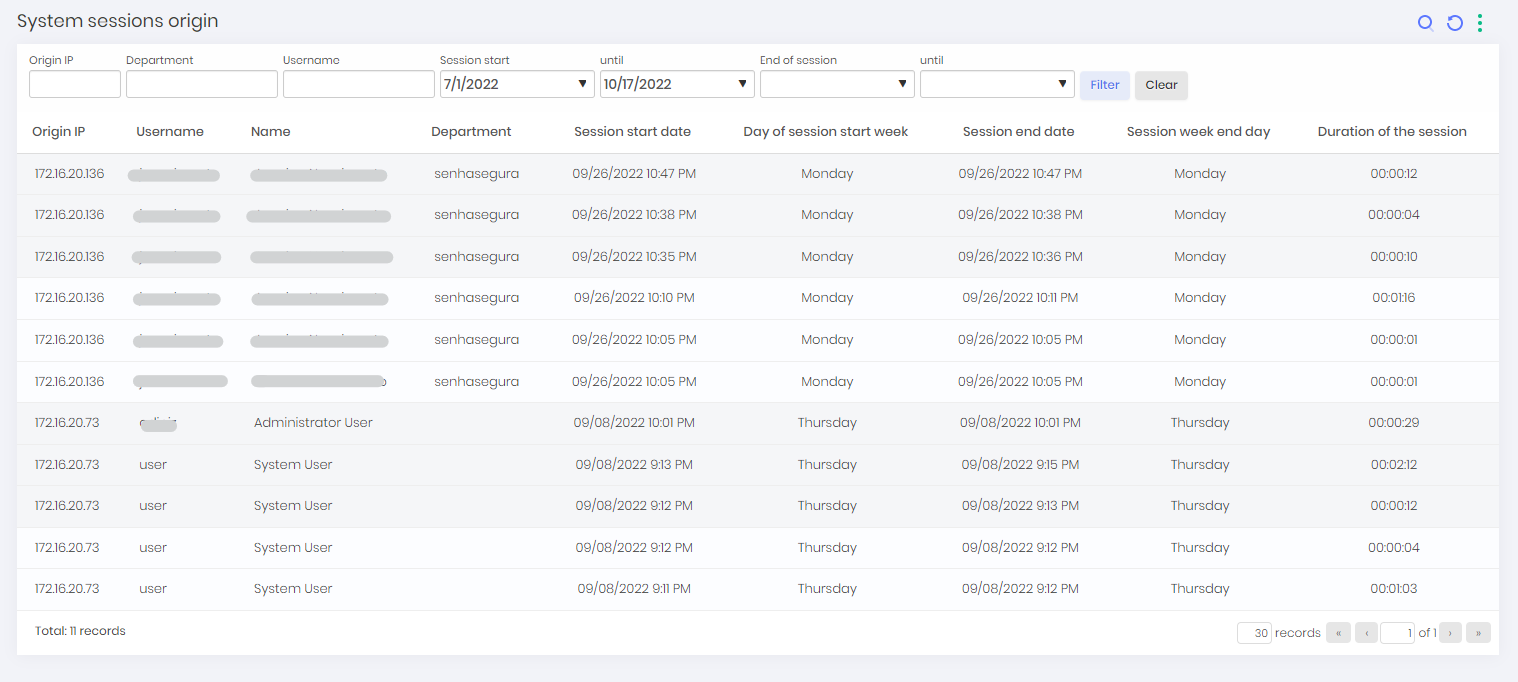 System sessions origin
Origin IP Department Username Session start until End of session until
7/1/2022 10/17/2022 Filter Clear
Origin IP Username Name Department Session start date Day of session start week Session end date Session week end day Duration of the session
172.16.20.136 senhasegura 09/26/2022 10:47 PM Monday 09/26/2022 10:47 PM Monday 00:00:12
172.16.20.136 senhasegura 09/26/2022 10:38 PM Monday 09/26/2022 10:38 PM Monday 00:00:04
172.16.20.136 senhasegura 09/26/2022 10:35 PM Monday 09/26/2022 10:36 PM Monday 00:00:10
172.16.20.136 senhasegura 09/26/2022 10:10 PM Monday 09/26/2022 10:11 PM Monday 00:01:16
172.16.20.136 senhasegura 09/26/2022 10:05 PM Monday 09/26/2022 10:05 PM Monday 00:00:01
172.16.20.136 senhasegura 09/26/2022 10:05 PM Monday 09/26/2022 10:05 PM Monday 00:00:01
172.16.20.73 Administrator User 09/08/2022 10:01 PM Thursday 09/08/2022 10:01 PM Thursday 00:00:29
172.16.20.73 user System User 09/08/2022 9:13 PM Thursday 09/08/2022 9:15 PM Thursday 00:02:12
172.16.20.73 user System User 09/08/2022 9:12 PM Thursday 09/08/2022 9:13 PM Thursday 00:00:12
172.16.20.73 user System User 09/08/2022 9:12 PM Thursday 09/08/2022 9:12 PM Thursday 00:00:04
172.16.20.73 user System User 09/08/2022 9:11 PM Thursday 09/08/2022 9:12 PM Thursday 00:01:03
Total: 11 records 30 records « ‹ 1 of 1 › »